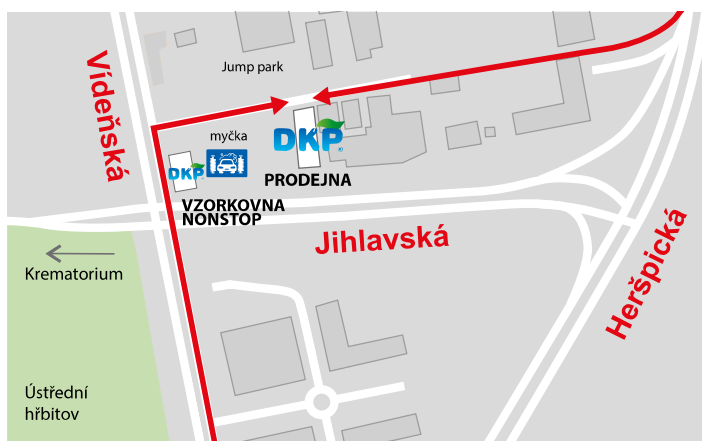 Vídeňská
Jump park
myčka
DKP
DKP
PRODEJNA
VZORKOVNA
NONSTOP
Jihlavská
Heršpická
Krematorium
Ústřední
hřbitov